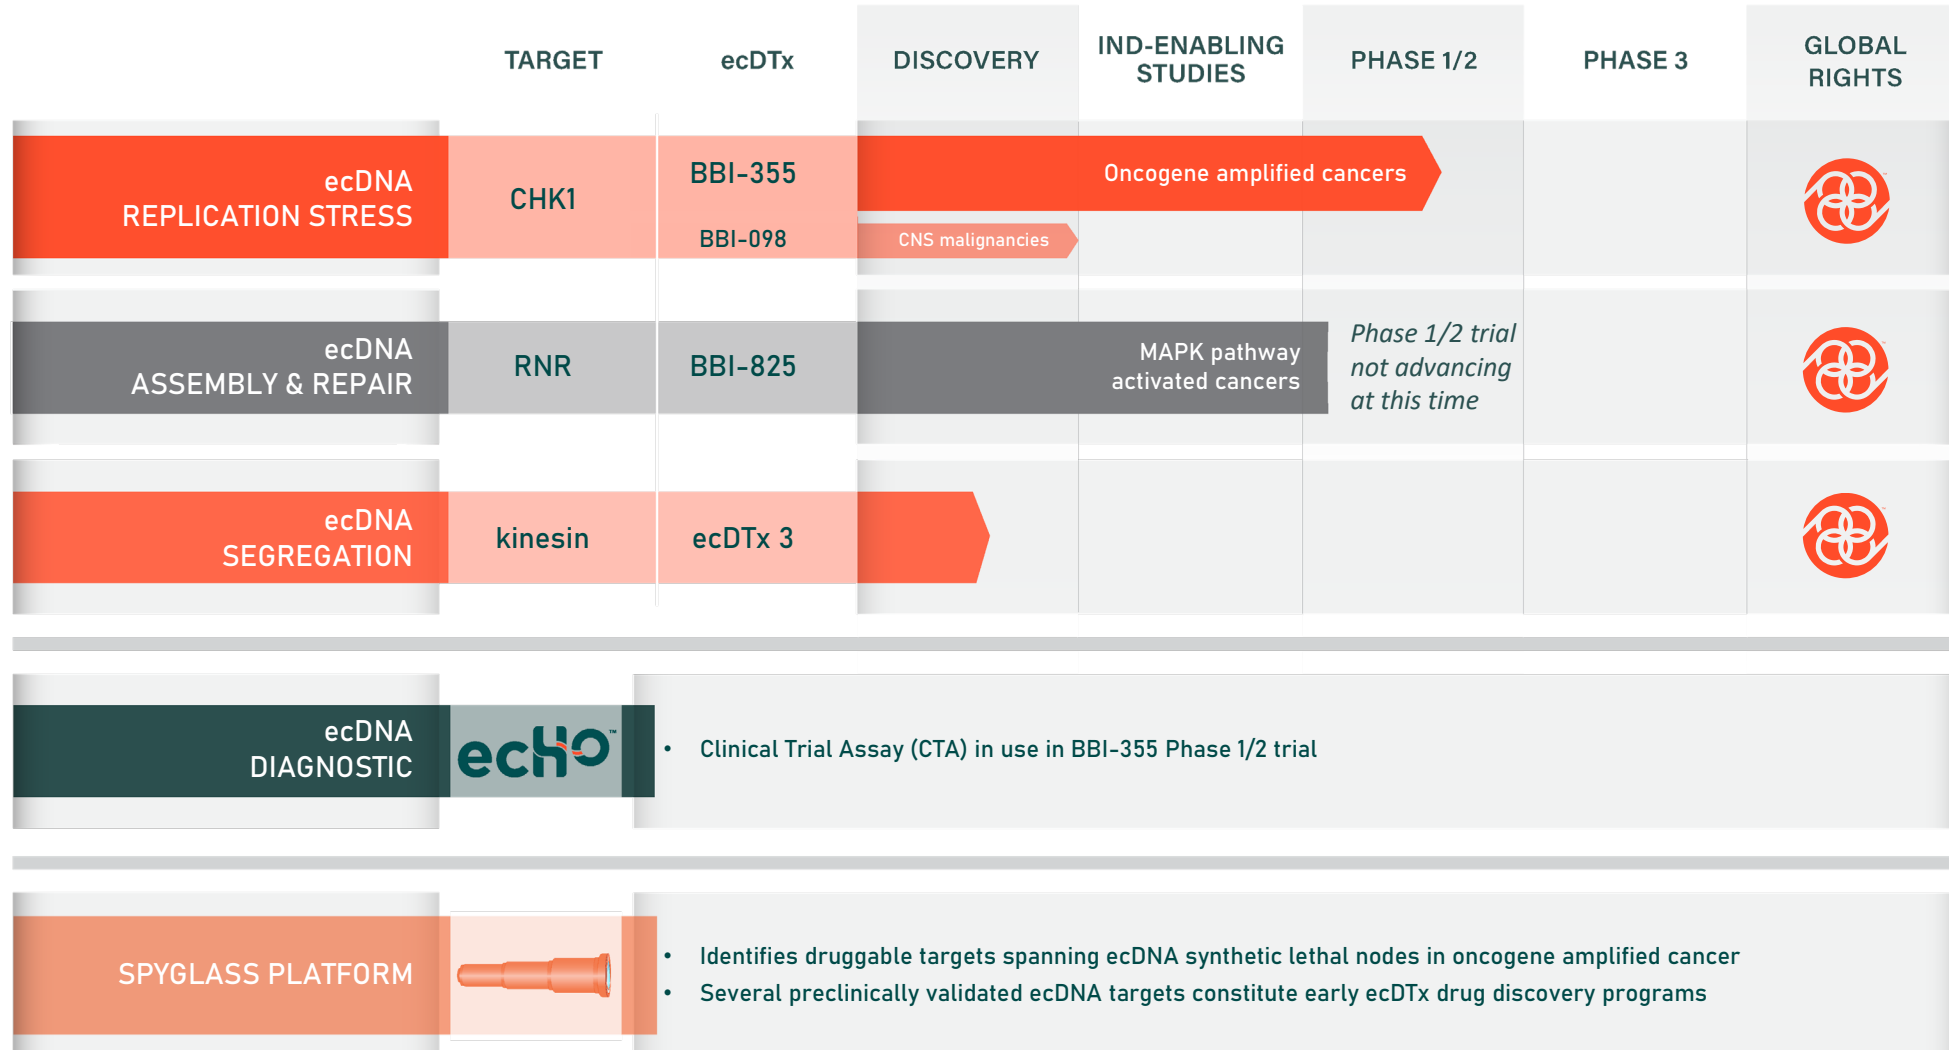 TARGET
ecDTx
DISCOVERY
IND-ENABLING
STUDIES
PHASE 1/2
PHASE 3
GLOBAL
RIGHTS
ecDNA
REPLICATION STRESS
CHK1
BBI-355
Oncogene amplified cancers
BBI-098
CNS malignancies
ecDNA
ASSEMBLY & REPAIR
RNR
BBI-825
MAPK pathway
activated cancers
Phase 1/2 trial
not advancing
at this time
ecDNA
SEGREGATION
kinesin
ecDTx 3
ecDNA
DIAGNOSTIC
ecHO™
• Clinical Trial Assay (CTA) in use in BBI-355 Phase 1/2 trial
SPYGLASS PLATFORM
• Identifies druggable targets spanning ecDNA synthetic lethal nodes in oncogene amplified cancer
• Several preclinically validated ecDNA targets constitute early ecDTx drug discovery programs